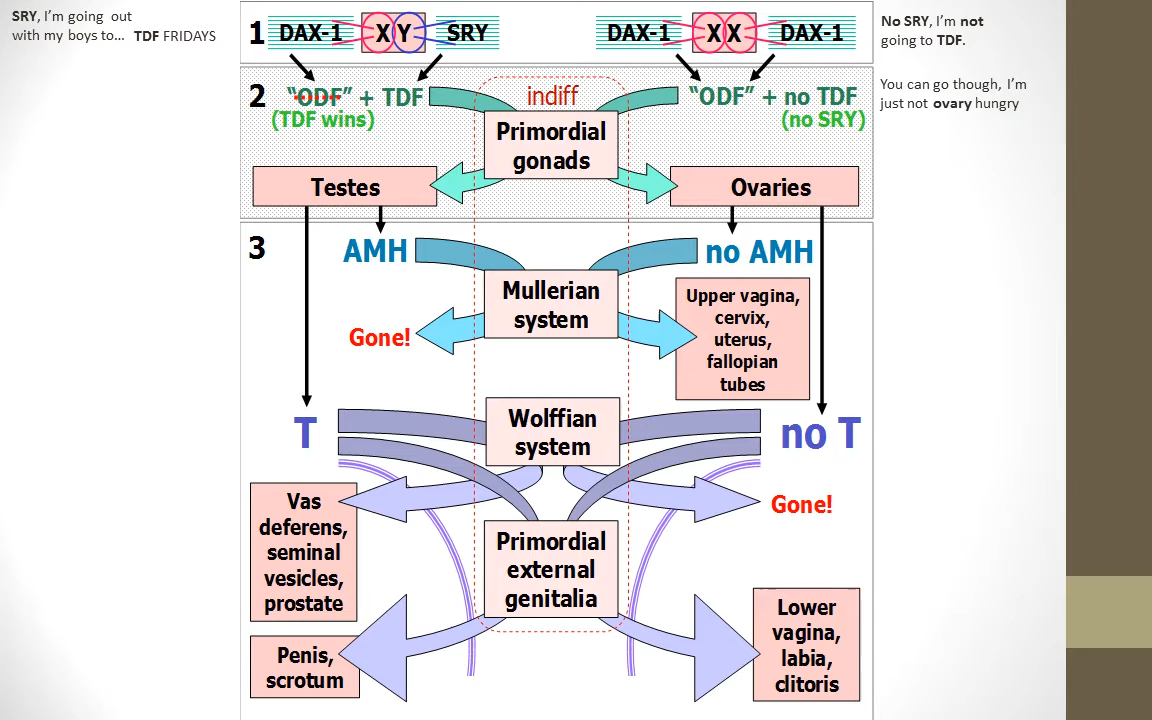 SRY, I'm going out
with my boys to... TDF FRIDAYS
1 DAX-1 X Y SRY DAX-1 X X DAX-1
No SRY, I'm not
going to TDF.
2 "ODF" + TDF indiff "ODF" + no TDF
(TDF wins) (no SRY)
You can go though, I'm
just not ovary hungry
Primordial
gonads
Testes Ovaries
3 AMH no AMH
Mullerian
system
Gone!
Upper vagina,
cervix,
uterus,
fallopian
tubes
Wolffian
system
T no T
Vas
deferens,
seminal
vesicles,
prostate
Gone!
Primordial
external
genitalia
Penis,
scrotum
Lower
vagina,
labia,
clitoris